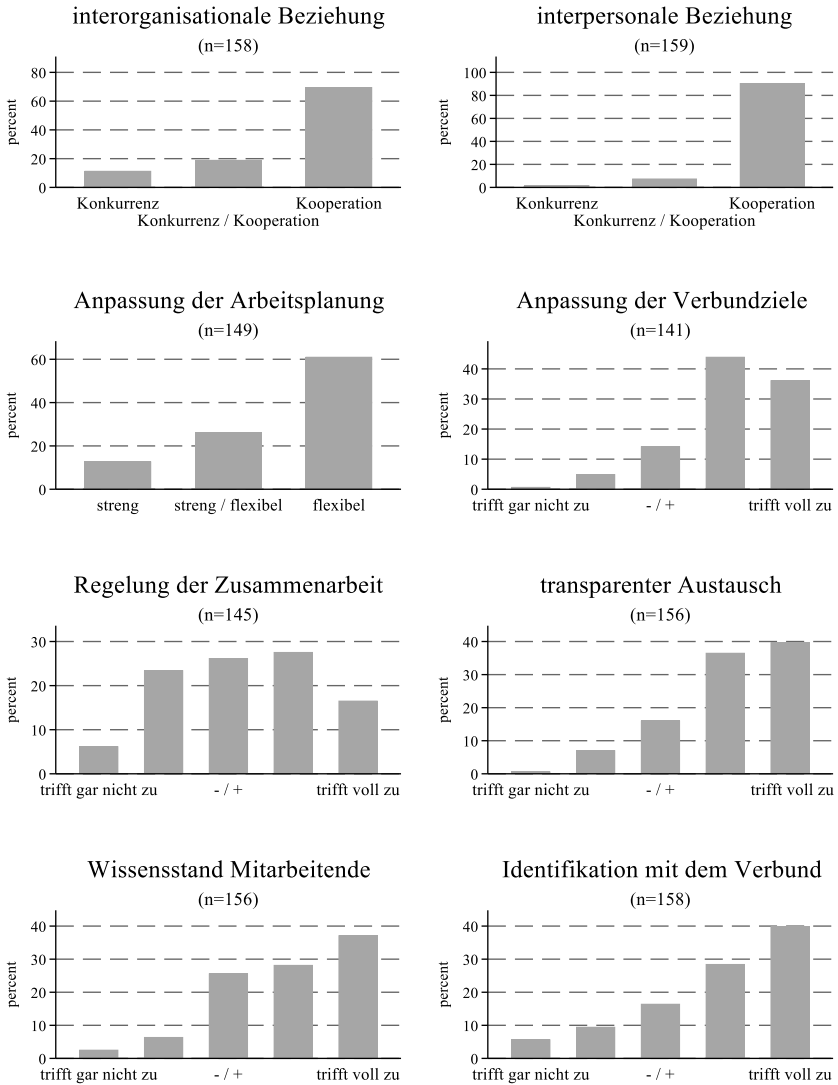 interorganisationale Beziehung
(n=158)
percent
80
60
40
20
0
Konkurrenz Kooperation
Konkurrenz / Kooperation
interpersonale Beziehung
(n=159)
percent
100
80
60
40
20
0
Konkurrenz Kooperation
Konkurrenz / Kooperation
Anpassung der Arbeitsplanung
(n=149)
percent
60
40
20
0
streng streng / flexibel flexibel
Anpassung der Verbundziele
(n=141)
percent
40
30
20
10
0
trifft gar nicht zu - / + trifft voll zu
Regelung der Zusammenarbeit
(n=145)
percent
30
20
10
0
trifft gar nicht zu - / + trifft voll zu
transparenter Austausch
(n=156)
percent
40
30
20
10
0
trifft gar nicht zu - / + trifft voll zu
Wissensstand Mitarbeitende
(n=156)
percent
40
30
20
10
0
trifft gar nicht zu - / + trifft voll zu
Identifikation mit dem Verbund
(n=158)
percent
40
30
20
10
0
trifft gar nicht zu - / + trifft voll zu